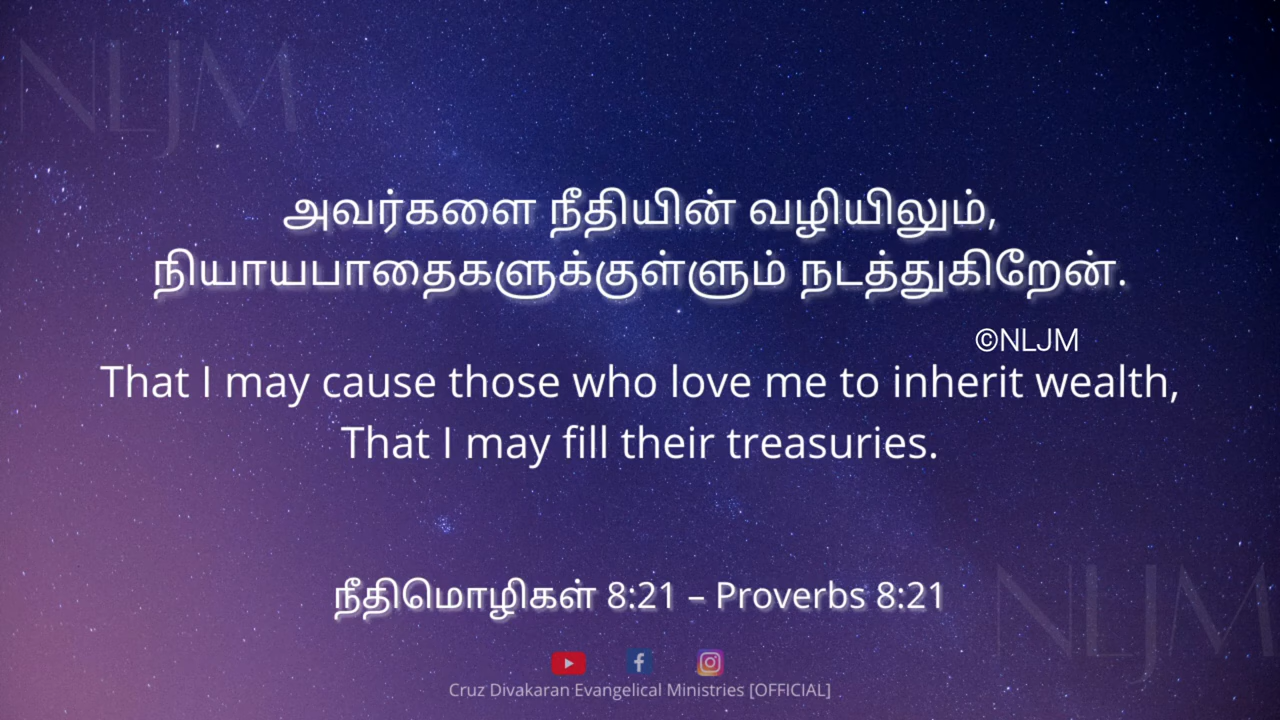 NLJM
அவர்களை நீதியின் வழியிலும்,
நியாயபாதைகளுக்குள்ளும் நடத்துகிறேன்.
©NLJM
That I may cause those who love me to inherit wealth,
That I may fill their treasuries.
நீதிமொழிகள் 8:21 – Proverbs 8:21
NLJM
Cruz Divakaran Evangelical Ministries [OFFICIAL]